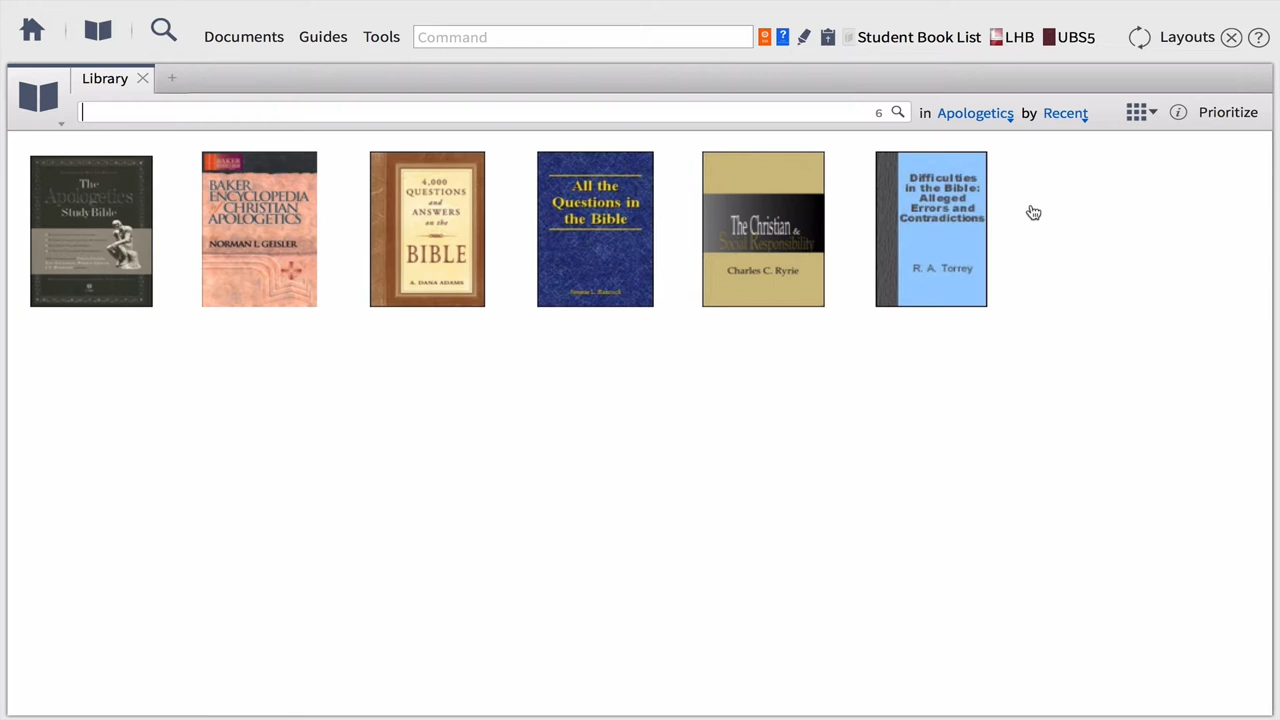 Documents Guides Tools Command Student Book List LHB UBS5 Layouts
Library
6 in Apologetics by Recent Prioritize
The
Apologetics
Study Bible
BAKER
ENCYCLOPEDIA
OF CHRISTIAN
APOLOGETICS
NORMAN L. GEISLER
4,000
QUESTIONS
AND
ANSWERS
on the
BIBLE
A. DANA ADAMS
All the
Questions in
the Bible
The Christian &
Social Responsibility
Charles C. Ryrie
Difficulties
in the Bible:
Alleged
Errors and
Contradictions
R. A. Torrey